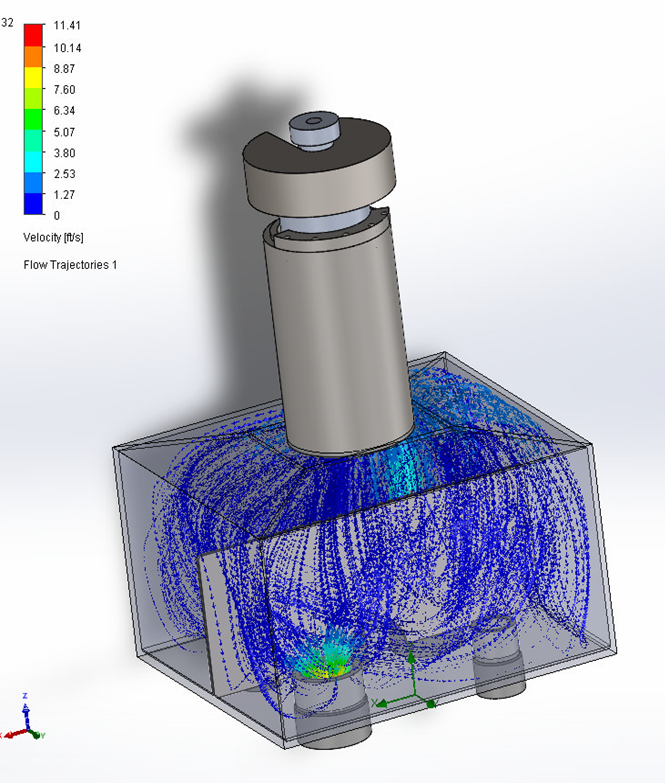 32
11.41
10.14
8.87
7.60
6.34
5.07
3.80
2.53
1.27
0
Velocity [ft/s]
Flow Trajectories 1
X
Z
Y